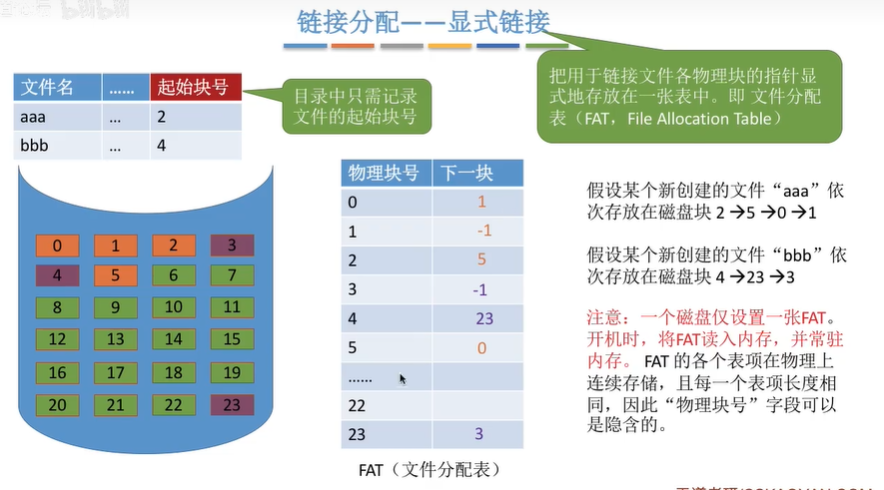 bilibili
链接分配——显式链接
文件名 …… 起始块号
aaa … 2
bbb … 4
目录中只需记录
文件的起始块号
把用于链接文件各物理块的指针显
式地存放在一张表中。即 文件分配
表（FAT，File Allocation Table）
0 1 2 3
4 5 6 7
8 9 10 11
12 13 14 15
16 17 18 19
20 21 22 23
物理块号 下一块
0 1
1 -1
2 5
3 -1
4 23
5 0
……
22
23 3
FAT（文件分配表）
假设某个新创建的文件“aaa”依
次存放在磁盘块 2 →5 →0 →1
假设某个新创建的文件“bbb”依
次存放在磁盘块 4 →23 →3
注意：一个磁盘仅设置一张FAT。
开机时，将FAT读入内存，并常驻
内存。 FAT 的各个表项在物理上
连续存储，且每一个表项长度相
同，因此“物理块号”字段可以
是隐含的。